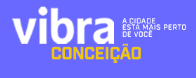 vibra
A CIDADE
ESTÁ MAIS PERTO
DE VOCÊ
CONCEIÇÃO